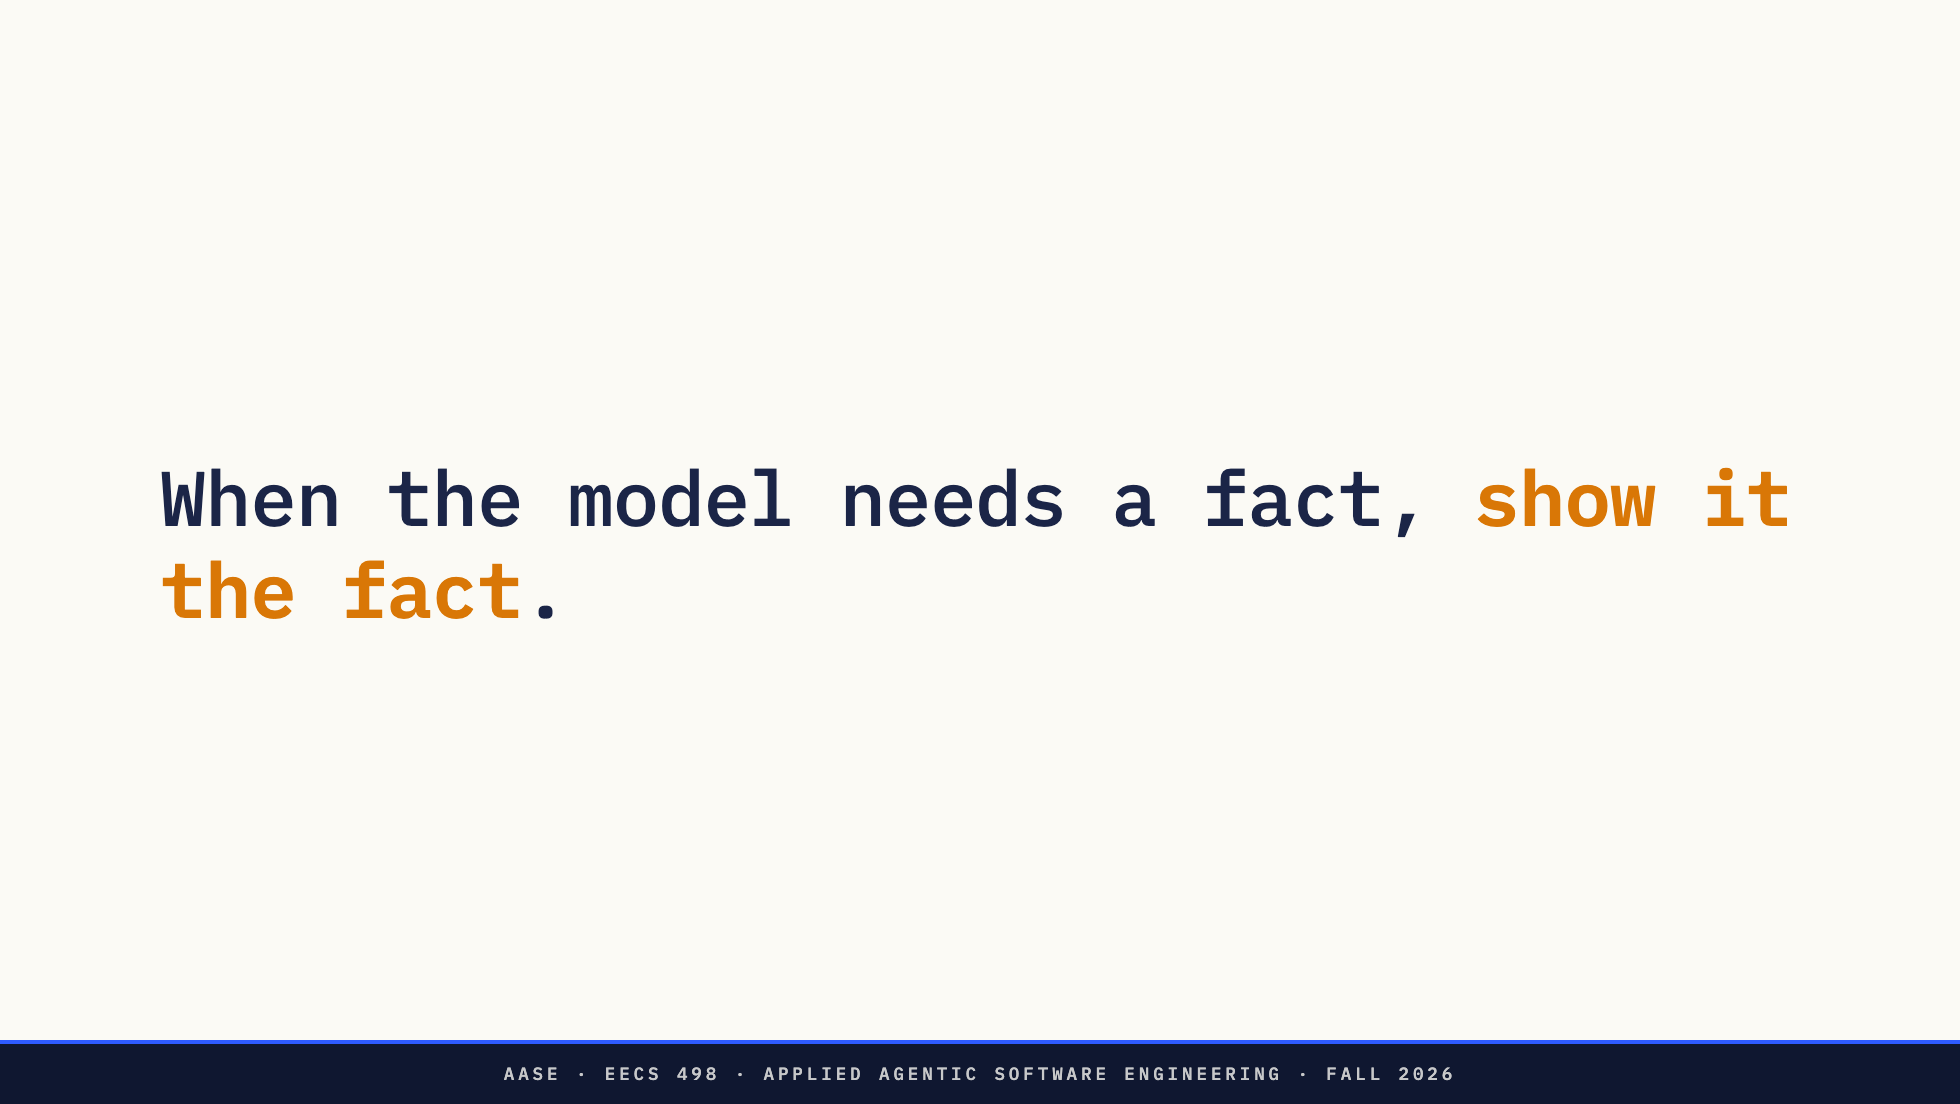 When the model needs a fact, show it
the fact.
AASE · EECS 498 · APPLIED AGENTIC SOFTWARE ENGINEERING · FALL 2026